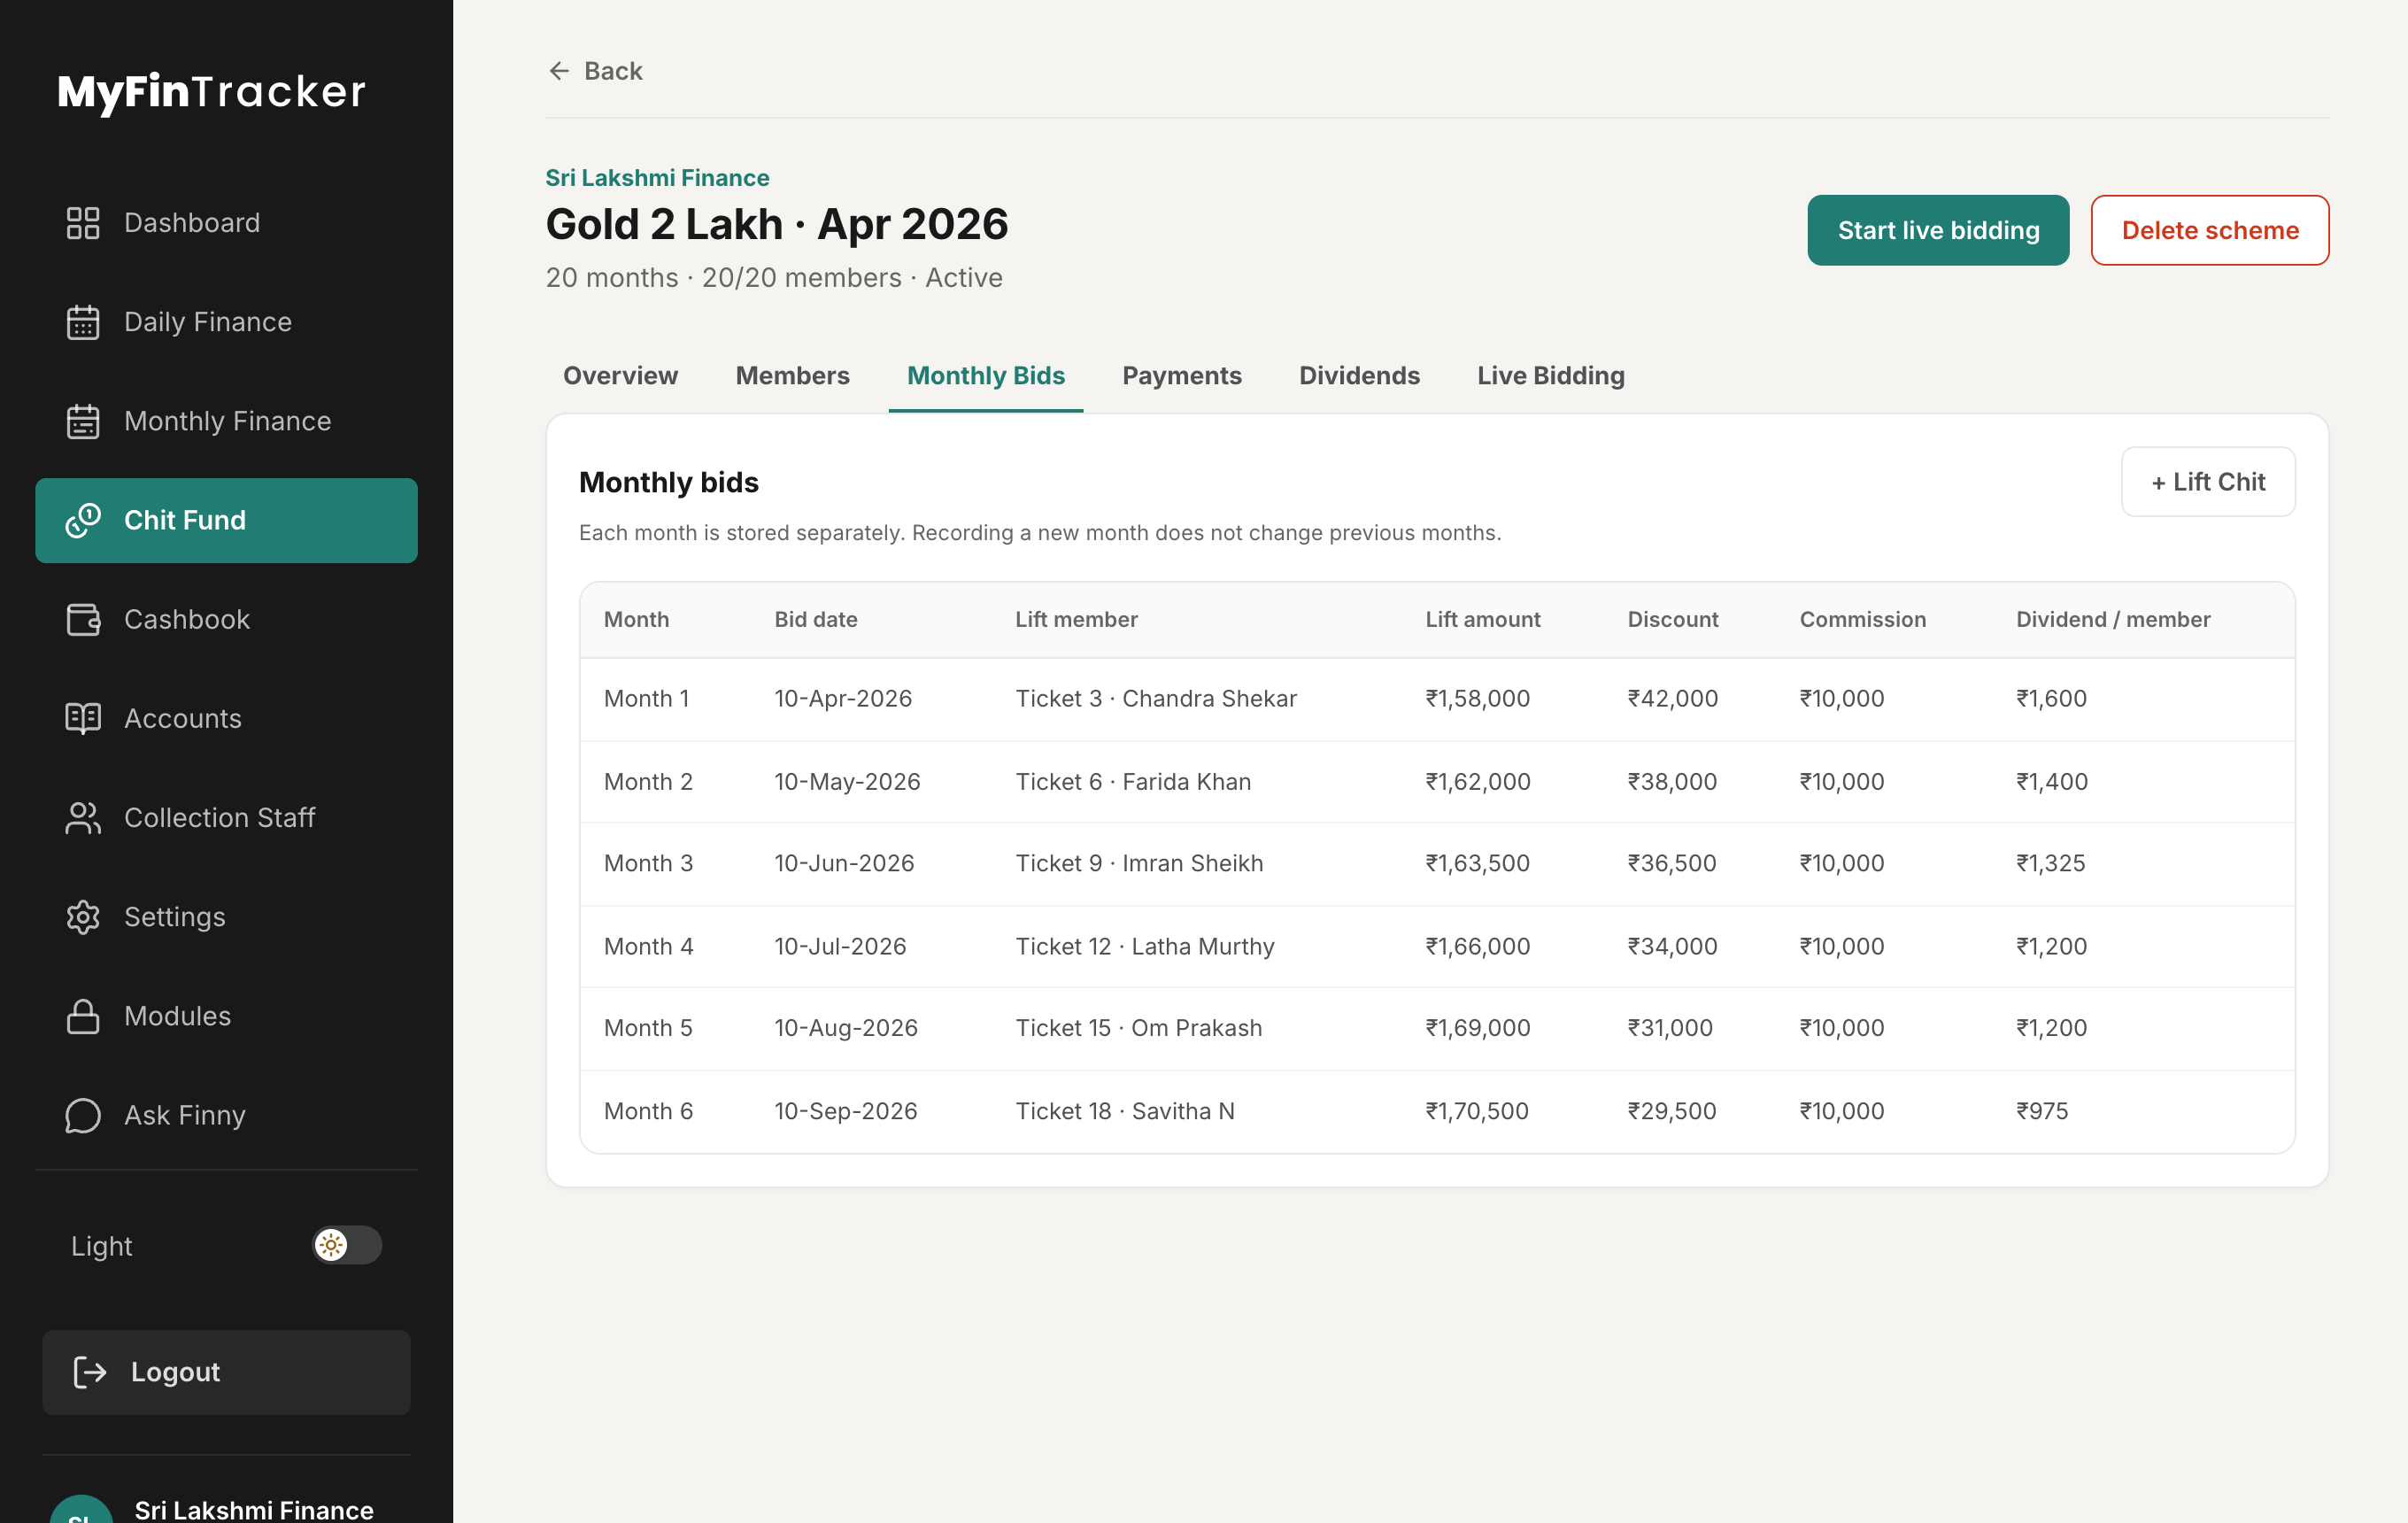 MyFinTracker
Dashboard
Daily Finance
Monthly Finance
Chit Fund
Cashbook
Accounts
Collection Staff
Settings
Modules
Ask Finny
Light
Logout
Sri Lakshmi Finance
Back
Sri Lakshmi Finance
Gold 2 Lakh · Apr 2026
20 months · 20/20 members · Active
Start live bidding
Delete scheme
Overview Members Monthly Bids Payments Dividends Live Bidding
Monthly bids
+ Lift Chit
Each month is stored separately. Recording a new month does not change previous months.
Month Bid date Lift member Lift amount Discount Commission Dividend / member
Month 1 10-Apr-2026 Ticket 3 · Chandra Shekar ₹1,58,000 ₹42,000 ₹10,000 ₹1,600
Month 2 10-May-2026 Ticket 6 · Farida Khan ₹1,62,000 ₹38,000 ₹10,000 ₹1,400
Month 3 10-Jun-2026 Ticket 9 · Imran Sheikh ₹1,63,500 ₹36,500 ₹10,000 ₹1,325
Month 4 10-Jul-2026 Ticket 12 · Latha Murthy ₹1,66,000 ₹34,000 ₹10,000 ₹1,200
Month 5 10-Aug-2026 Ticket 15 · Om Prakash ₹1,69,000 ₹31,000 ₹10,000 ₹1,200
Month 6 10-Sep-2026 Ticket 18 · Savitha N ₹1,70,500 ₹29,500 ₹10,000 ₹975